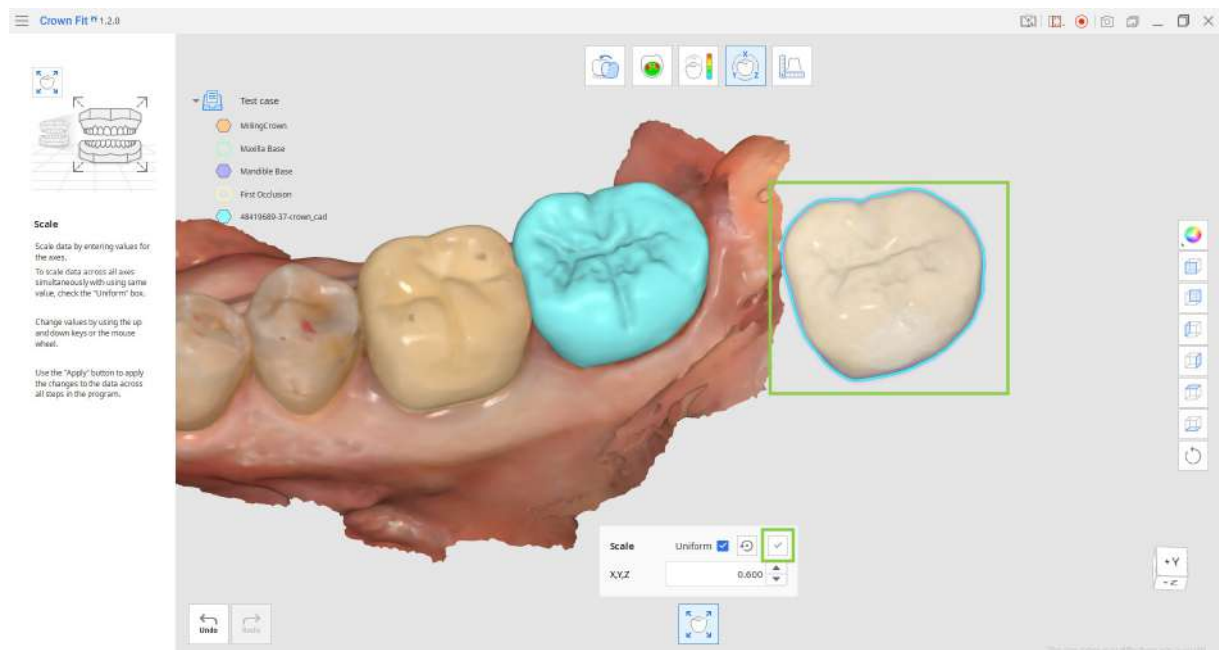 Crown Fit 1.2.0
Test case
MillingCrown
Maxilla Base
Mandible Base
First Occlusion
48419689-37-crown_cad
Scale
Scale data by entering values for
the axes.
To scale data across all axes
simultaneously with using same
value, check the "Uniform" box.
Change values by using the up
and down keys or the mouse
wheel.
Use the "Apply" button to apply
the changes to the data across
all steps in the program.
X
Y
Z
Scale
Uniform
X,Y,Z
0.600
Undo
Redo
+Y
-Z